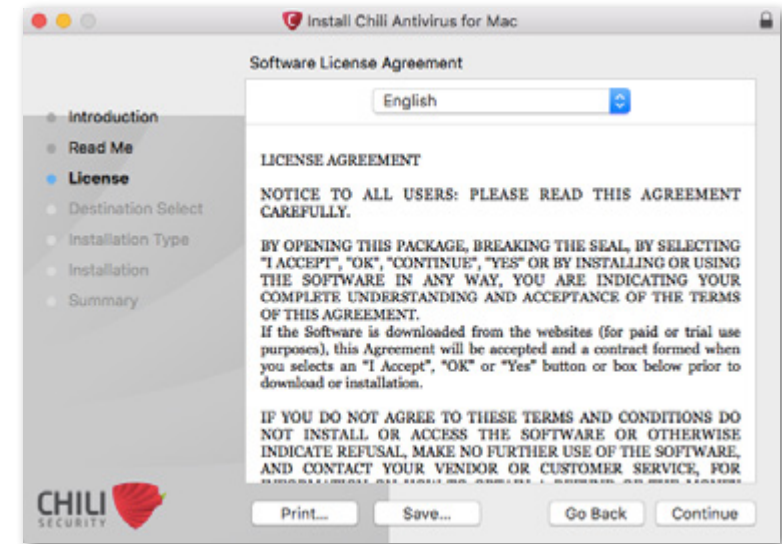 Install Chili Antivirus for Mac
Software License Agreement
Introduction
Read Me
License
Destination Select
Installation Type
Installation
Summary
English
LICENSE AGREEMENT
NOTICE TO ALL USERS: PLEASE READ THIS AGREEMENT
CAREFULLY.
BY OPENING THIS PACKAGE, BREAKING THE SEAL, BY SELECTING
"I ACCEPT", "OK", "CONTINUE", "YES" OR BY INSTALLING OR USING
THE SOFTWARE IN ANY WAY, YOU ARE INDICATING YOUR
COMPLETE UNDERSTANDING AND ACCEPTANCE OF THE TERMS
OF THIS AGREEMENT.
If the Software is downloaded from the websites (for paid or trial use
purposes), this Agreement will be accepted and a contract formed when
you selects an "I Accept", "OK" or "Yes" button or box below prior to
download or installation.
IF YOU DO NOT AGREE TO THESE TERMS AND CONDITIONS DO
NOT INSTALL OR ACCESS THE SOFTWARE OR OTHERWISE
INDICATE REFUSAL, MAKE NO FURTHER USE OF THE SOFTWARE,
AND CONTACT YOUR VENDOR OR CUSTOMER SERVICE, FOR
CHILI
SECURITY
Print...
Save...
Go Back
Continue